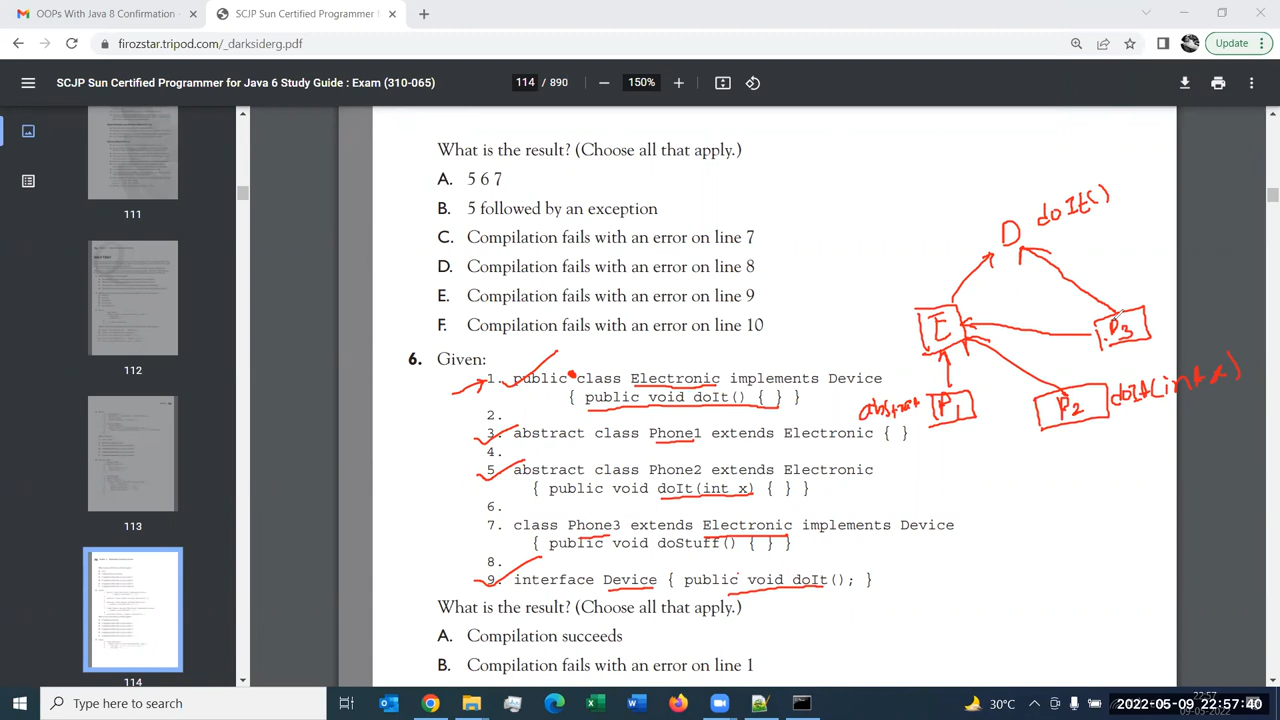 OOPs With Java 8 Confirmation
SCJP Sun Certified Programmer f
firozstar.tripod.com/_darksiderg.pdf
Update
SCJP Sun Certified Programmer for Java 6 Study Guide : Exam (310-065)
114 / 890
150%
111
112
113
114
What is the result? (Choose all that apply.)
A. 5 6 7
B. 5 followed by an exception
C. Compilation fails with an error on line 7
D. Compilation fails with an error on line 8
E. Compilation fails with an error on line 9
F. Compilation fails with an error on line 10
6. Given:
1. public class Electronic implements Device
{ public void doIt() { } }
2.
3. abstract class Phone1 extends Electronic { }
4.
5. abstract class Phone2 extends Electronic
{ public void doIt(int x) { } }
6.
7. class Phone3 extends Electronic implements Device
{ public void doStuff() { } }
8.
9. interface Device { public void doIt(); }
What is the result? (Choose all that apply.)
A. Compilation succeeds
B. Compilation fails with an error on line 1
D doIt()
E
P3
abstract P1
P2 doIt(int x)
Type here to search
30°C
22:57
09-05-2022
2022-05-09 22:57:40